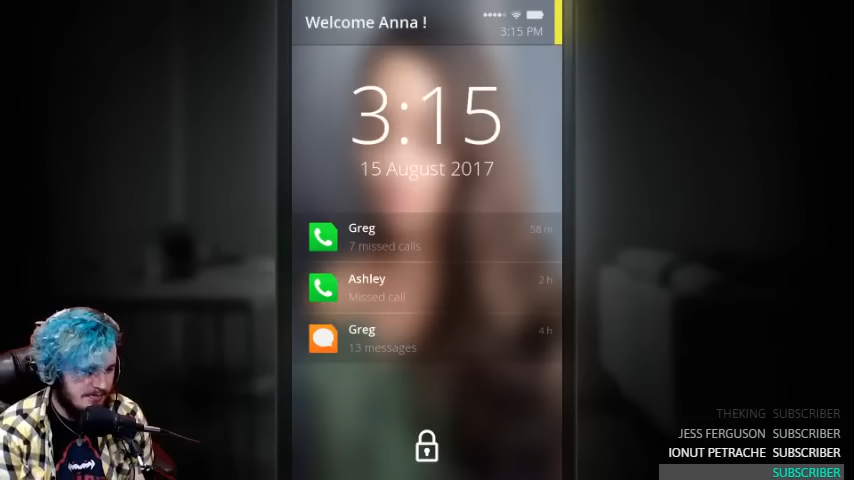 Welcome Anna !
3:15 PM
3:15
15 August 2017
Greg
58 m
7 missed calls
Ashley
2 h
Missed call
Greg
4 h
13 messages
THEKING SUBSCRIBER
JESS FERGUSON SUBSCRIBER
IONUT PETRACHE SUBSCRIBER
SUBSCRIBER